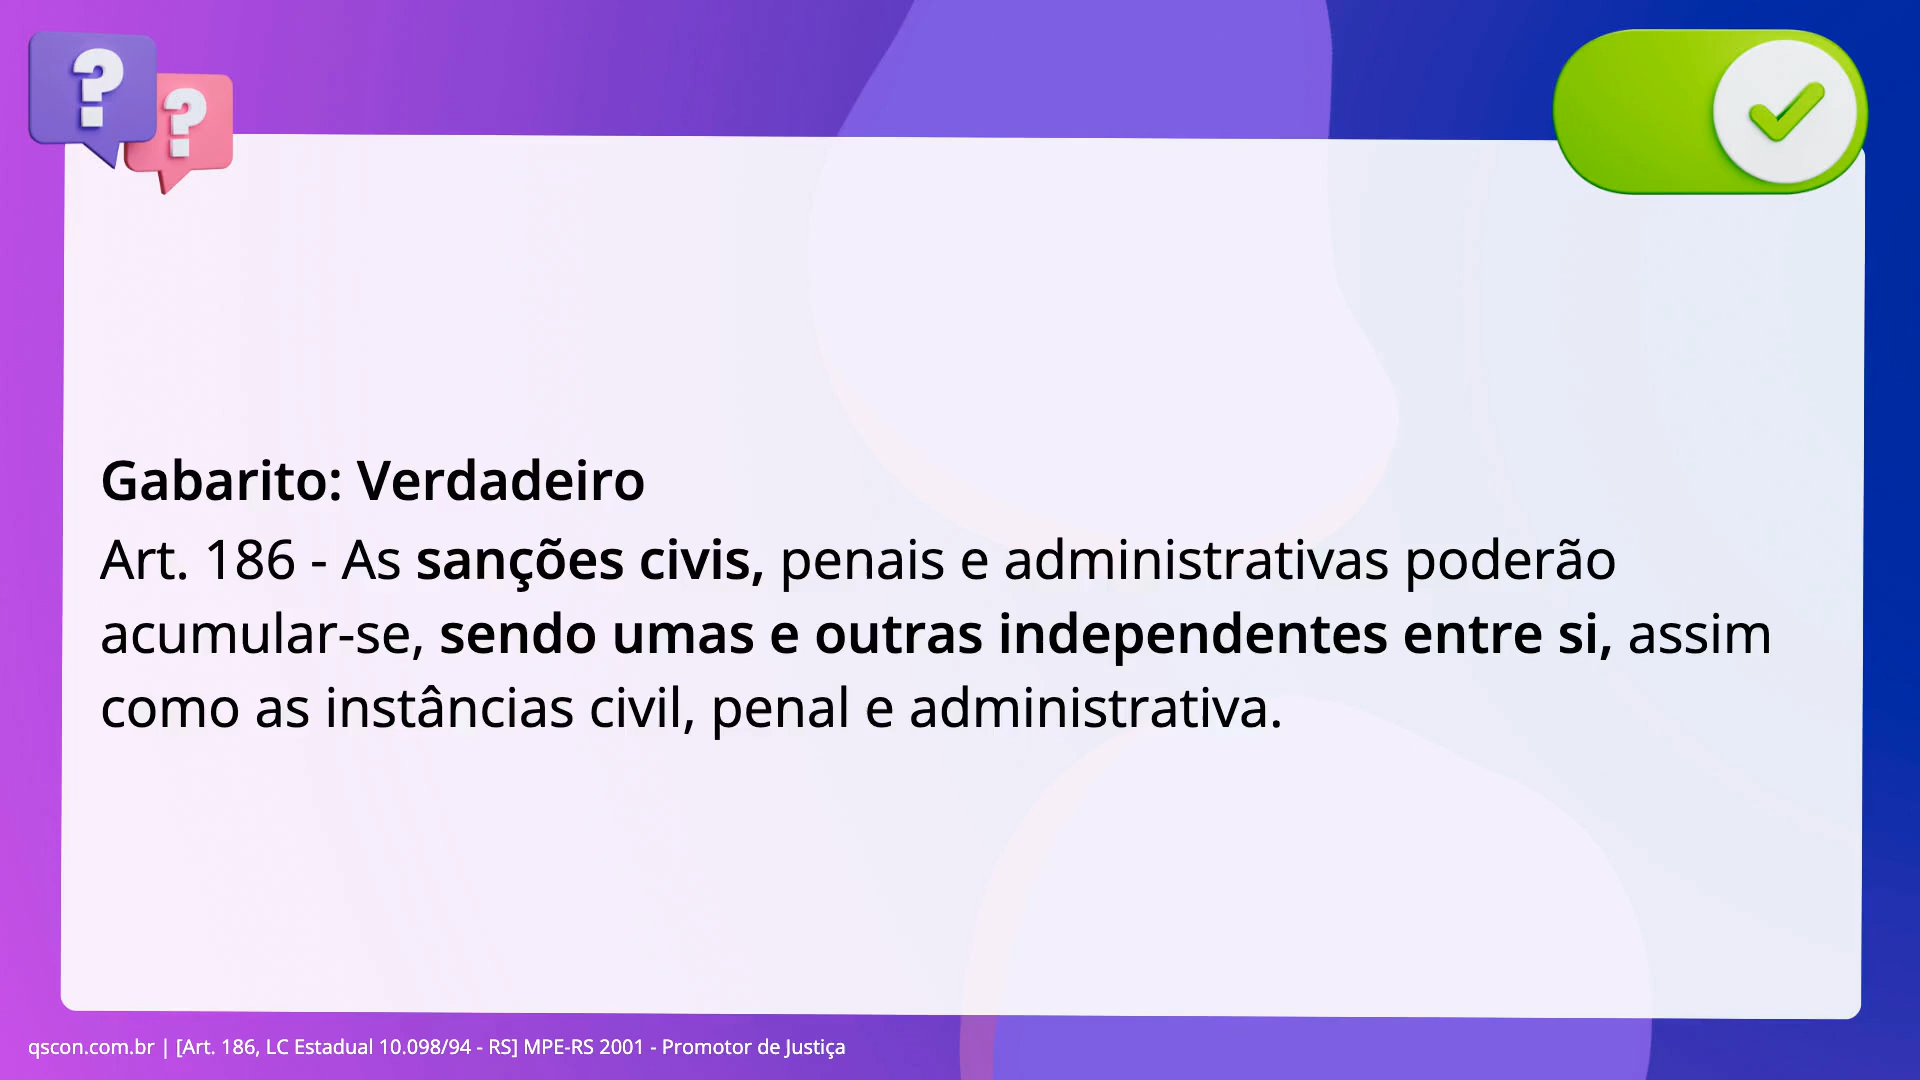 ? ?
Gabarito: Verdadeiro
Art. 186 - As sanções civis, penais e administrativas poderão
acumular-se, sendo umas e outras independentes entre si, assim
como as instâncias civil, penal e administrativa.
qscon.com.br | [Art. 186, LC Estadual 10.098/94 - RS] MPE-RS 2001 - Promotor de Justiça